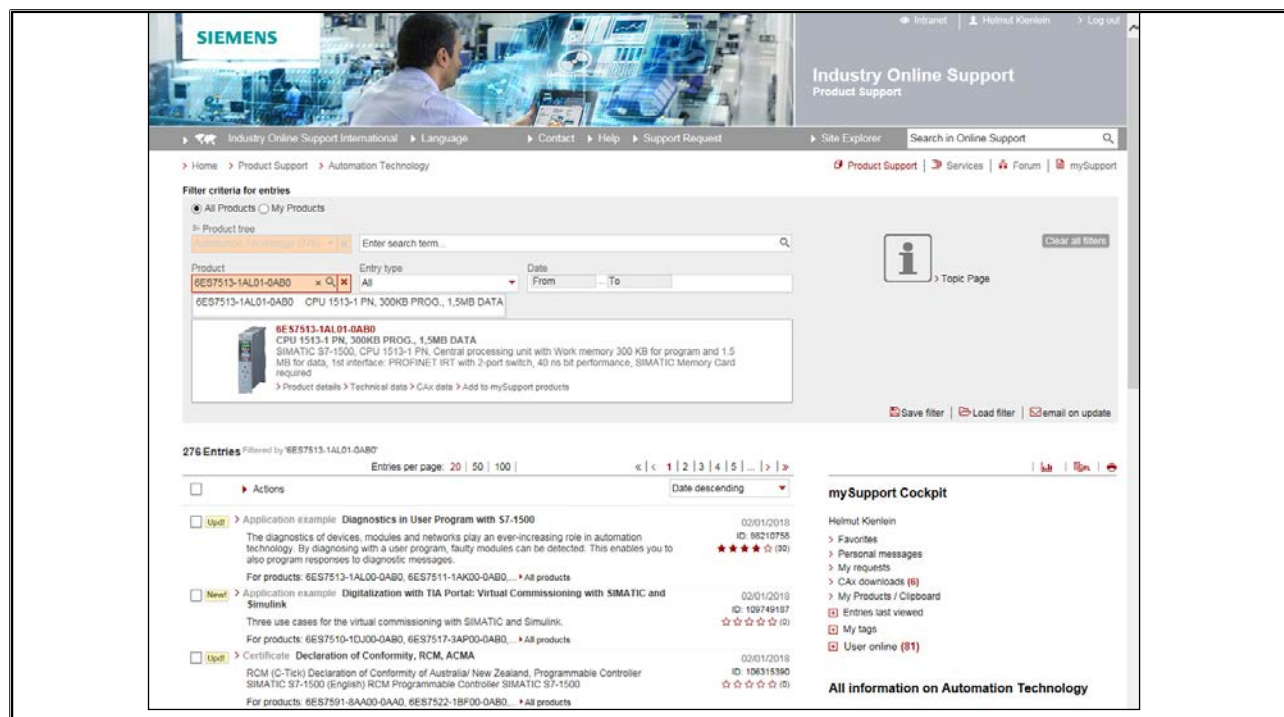 SIEMENS
Intranet Helmut Kienlein > Log out
Industry Online Support
Product Support
Industry Online Support International Language Contact Help Support Request Site Explorer Search in Online Support
> Home > Product Support > Automation Technology
Product Support | Services | Forum | mySupport
Filter criteria for entries
All Products My Products
Product tree
Automation Technology (276) Enter search term...
Clear all filters
> Topic Page
Product Entry type Date
6ES7513-1AL01-0AB0 All From ... To
6ES7513-1AL01-0AB0 CPU 1513-1 PN, 300KB PROG., 1,5MB DATA
6ES7513-1AL01-0AB0
CPU 1513-1 PN, 300KB PROG., 1,5MB DATA
SIMATIC S7-1500, CPU 1513-1 PN, Central processing unit with Work memory 300 KB for program and 1.5
MB for data, 1st interface: PROFINET IRT with 2-port switch, 40 ns bit performance, SIMATIC Memory Card
required
> Product details > Technical data > CAx data > Add to mySupport products
Save filter | Load filter | email on update
276 Entries Filtered by '6ES7513-1AL01-0AB0'
Entries per page: 20 | 50 | 100 | « | < 1 | 2 | 3 | 4 | 5 | ... | > | »
Actions Date descending
Upd! > Application example Diagnostics in User Program with S7-1500 02/01/2018
ID: 98210758
The diagnostics of devices, modules and networks play an ever-increasing role in automation
technology. By diagnosing with a user program, faulty modules can be detected. This enables you to (30)
also program responses to diagnostic messages.
For products: 6ES7513-1AL00-0AB0, 6ES7511-1AK00-0AB0,... All products
New! > Application example Digitalization with TIA Portal: Virtual Commissioning with SIMATIC and 02/01/2018
Simulink ID: 109749187
Three use cases for the virtual commissioning with SIMATIC and Simulink. (0)
For products: 6ES7510-1DJ00-0AB0, 6ES7517-3AP00-0AB0,... All products
Upd! > Certificate Declaration of Conformity, RCM, ACMA 02/01/2018
RCM (C-Tick) Declaration of Conformity of Australia/ New Zealand, Programmable Controller ID: 106315390
SIMATIC S7-1500 (English) RCM Programmable Controller SIMATIC S7-1500 (0)
For products: 6ES7591-8AA00-0AA0, 6ES7522-1BF00-0AB0,... All products
mySupport Cockpit
Helmut Kienlein
> Favorites
> Personal messages
> My requests
> CAx downloads (6)
> My Products / Clipboard
Entries last viewed
My tags
User online (81)
All information on Automation Technology